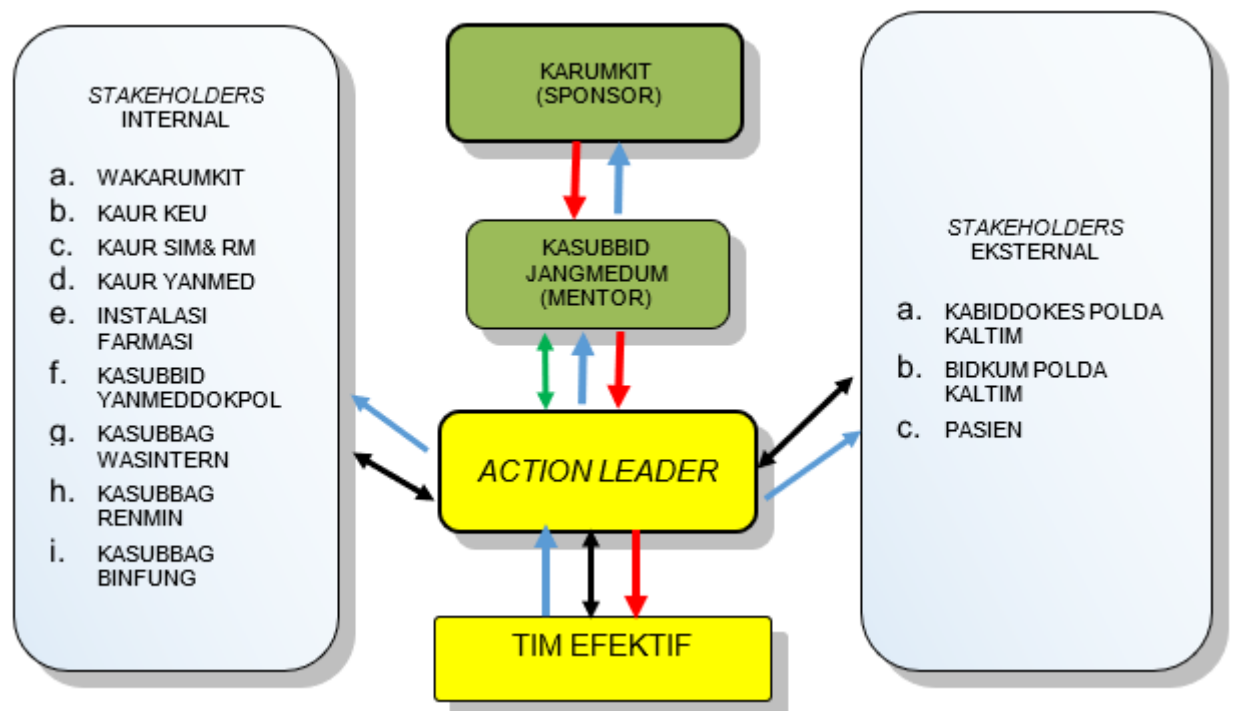 STAKEHOLDERS
INTERNAL
a. WAKARUMKIT
b. KAUR KEU
c. KAUR SIM& RM
d. KAUR YANMED
e. INSTALASI
FARMASI
f. KASUBBID
YANMEDDOKPOL
g. KASUBBAG
WASINTERN
h. KASUBBAG
RENMIN
i. KASUBBAG
BINFUNG
KARUMKIT
(SPONSOR)
KASUBBID
JANGMEDUM
(MENTOR)
ACTION LEADER
TIM EFEKTIF
STAKEHOLDERS
EKSTERNAL
a. KABIDDOKES POLDA
KALTIM
b. BIDKUM POLDA
KALTIM
c. PASIEN